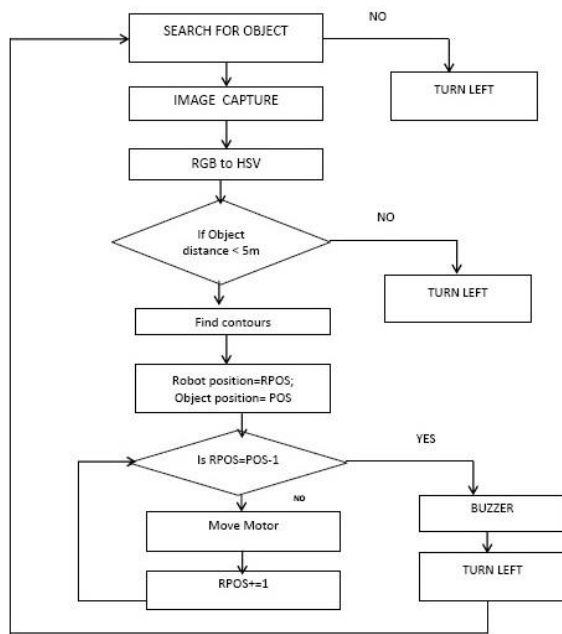 SEARCH FOR OBJECT
NO
TURN LEFT
IMAGE CAPTURE
RGB to HSV
If Object
distance < 5m
NO
TURN LEFT
Find contours
Robot position=RPOS;
Object position= POS
Is RPOS=POS-1
YES
NO
BUZZER
Move Motor
TURN LEFT
RPOS+=1